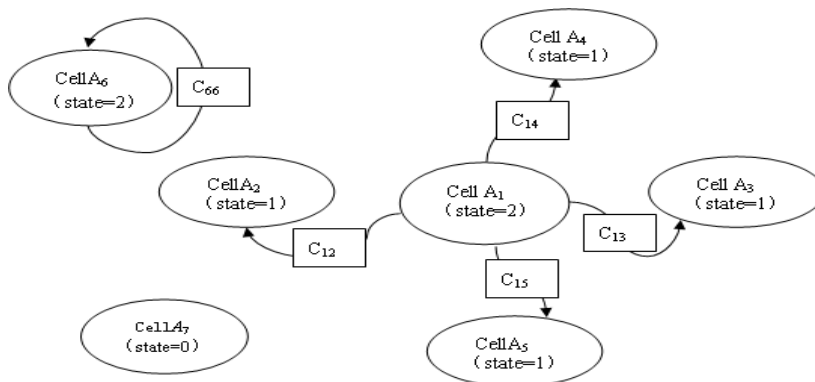 Cell A₄
(state=1)
CellA₆
(state=2)
C₆₆
C₁₄
CellA₂
(state=1)
Cell A₁
(state=2)
Cell A₃
(state=1)
C₁₂
C₁₃
C₁₅
CellA₇
(state=0)
CellA₅
(state=1)